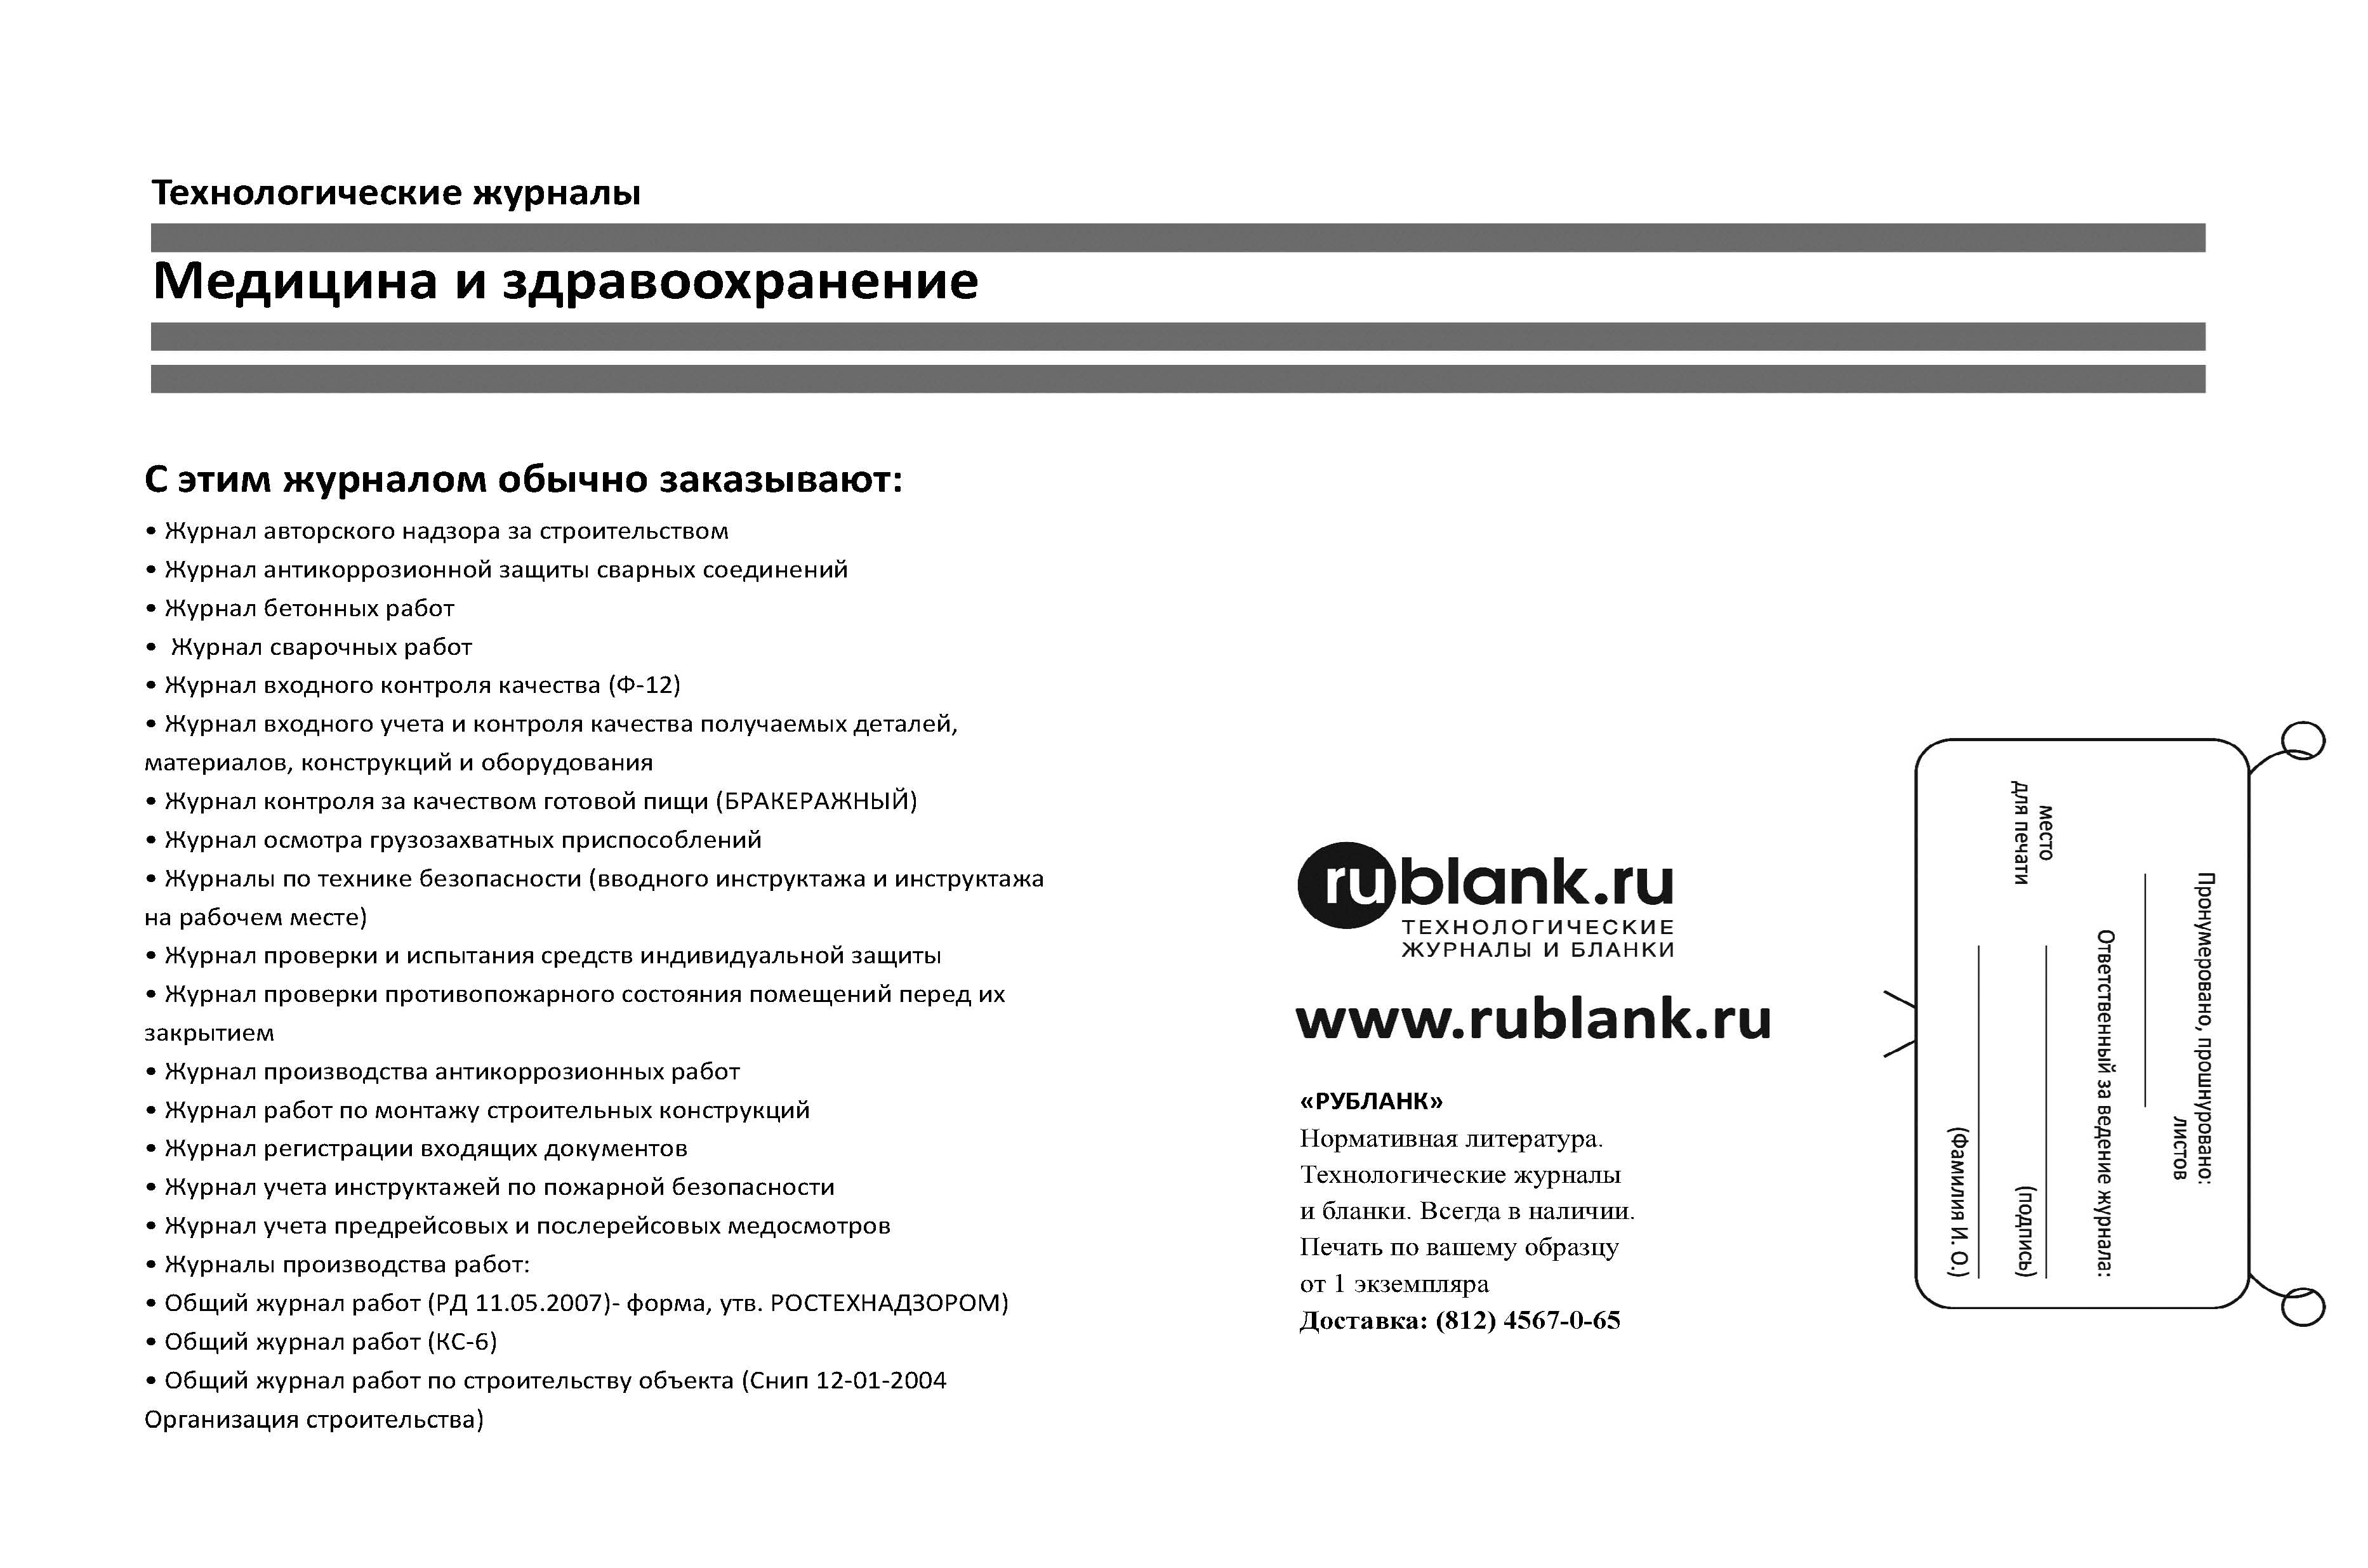 Технологические журналы
Медицина и здравоохранение
С этим журналом обычно заказывают:
• Журнал авторского надзора за строительством
• Журнал антикоррозионной защиты сварных соединений
• Журнал бетонных работ
• Журнал сварочных работ
• Журнал входного контроля качества (Ф-12)
• Журнал входного учета и контроля качества получаемых деталей,
материалов, конструкций и оборудования
• Журнал контроля за качеством готовой пищи (БРАКЕРАЖНЫЙ)
• Журнал осмотра грузозахватных приспособлений
• Журналы по технике безопасности (вводного инструктажа и инструктажа
на рабочем месте)
• Журнал проверки и испытания средств индивидуальной защиты
• Журнал проверки противопожарного состояния помещений перед их
закрытием
• Журнал производства антикоррозионных работ
• Журнал работ по монтажу строительных конструкций
• Журнал регистрации входящих документов
• Журнал учета инструктажей по пожарной безопасности
• Журнал учета предрейсовых и послерейсовых медосмотров
• Журналы производства работ:
• Общий журнал работ (РД 11.05.2007)- форма, утв. РОСТЕХНАДЗОРОМ)
• Общий журнал работ (КС-6)
• Общий журнал работ по строительству объекта (Снип 12-01-2004
Организация строительства)
rublank.ru
ТЕХНОЛОГИЧЕСКИЕ
ЖУРНАЛЫ И БЛАНКИ
www.rublank.ru
«РУБЛАНК»
Нормативная литература.
Технологические журналы
и бланки. Всегда в наличии.
Печать по вашему образцу
от 1 экземпляра
Доставка: (812) 4567-0-65
Пронумеровано, прошнуровано:
листов
Ответственный за ведение журнала:
место
для печати
(подпись)
(Фамилия И. О.)